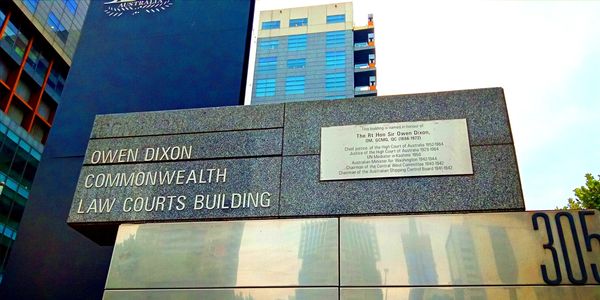 AUSTRALIA
OWEN DIXON
COMMONWEALTH
LAW COURTS BUILDING
This building is named in honour of
The Rt Hon Sir Owen Dixon,
OM, GCMG, QC (1886-1972)
Chief Justice of the High Court of Australia 1952-1964
Justice of the High Court of Australia 1929-1964
UN Mediator in Kashmir 1950
Australian Minister for Washington 1942-1944
Chairman of the Central Wool Committee 1940-1942
Chairman of the Australian Shipping Control Board 1941-1942
305